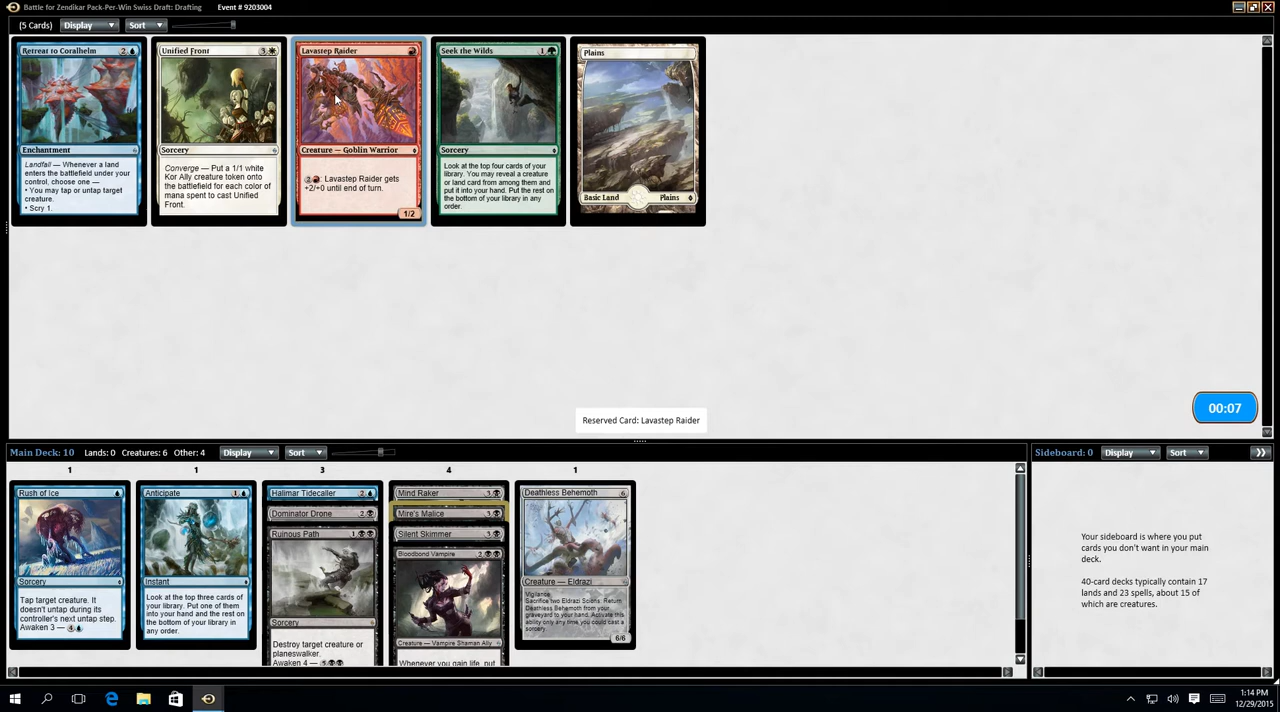 Battle for Zendikar Pack-Per-Win Swiss Draft: Drafting Event # 9203004
(5 Cards) Display Sort
Retreat to Coralhelm 2
Enchantment
Landfall — Whenever a land
enters the battlefield under
your control, choose one —
• You may tap or untap target
creature.
• Scry 1.
Unified Front 3
Sorcery
Converge — Put a 1/1 white
Kor Ally creature token onto
the battlefield for each color of
mana spent to cast Unified
Front.
Lavastep Raider
Creature — Goblin Warrior
2 : Lavastep Raider gets
+2/+0 until end of turn.
1/2
Seek the Wilds 1
Sorcery
Look at the top four cards of your
library. You may reveal a
creature or land card from among them and
put it into your hand. Put the rest on
the bottom of your library in any
order.
Plains
Basic Land Plains
00:07
Reserved Card: Lavastep Raider
Main Deck: 10 Lands: 0 Creatures: 6 Other: 4 Display Sort
Sideboard: 0 Display Sort
1 1 3 4 1
Rush of Ice
Sorcery
Tap target creature. It
doesn't untap during its
controller's next untap step.
Awaken 3 — 4
Anticipate 1
Instant
Look at the top three cards of
your library. Put one of them
into your hand and the rest on
the bottom of your library in
any order.
Halimar Tidecaller 2
Dominator Drone 2
Ruinous Path 1
Sorcery
Destroy target creature or
planeswalker.
Awaken 4 — 5
Mind Raker 3
Mire's Malice 3
Silent Skimmer 3
Bloodbond Vampire 2
Creature — Vampire Shaman Ally
Whenever you gain life, put
Deathless Behemoth 6
Creature — Eldrazi
Vigilance
Sacrifice two Eldrazi Scions: Return
Deathless Behemoth from your
graveyard to your hand. Activate this
ability only any time you could cast a
sorcery.
6/6
Your sideboard is where you put
cards you don't want in your main
deck.
40-card decks typically contain 17
lands and 23 spells, about 15 of
which are creatures.
1:14 PM
12/29/2015